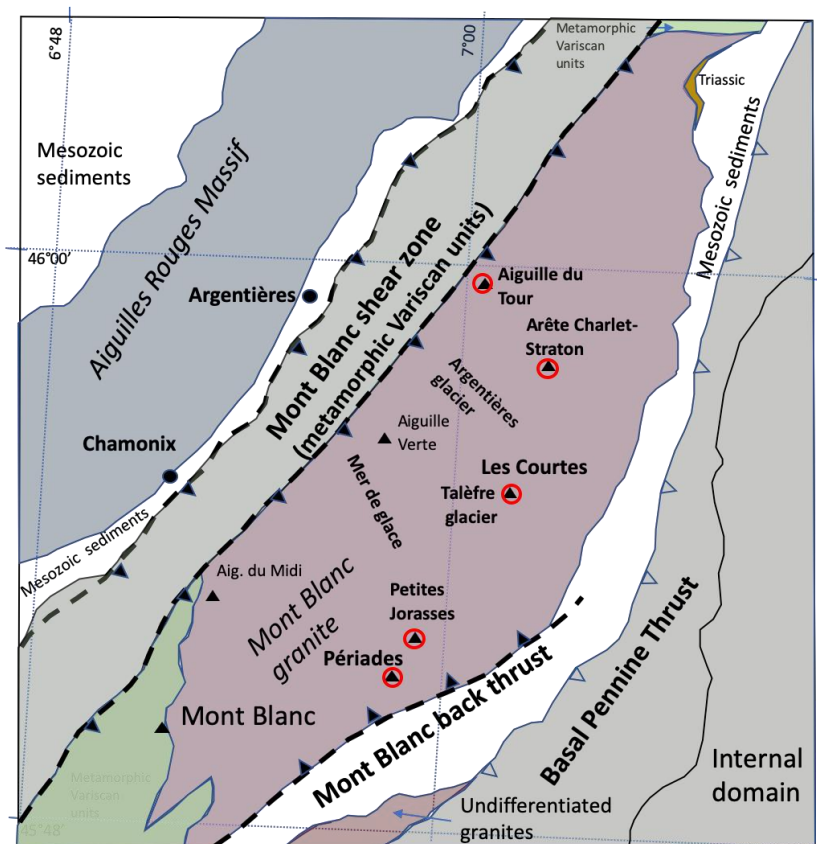 6°48
7°00
Metamorphic
Variscan
units
Triassic
Mesozoic
sediments
Aiguilles Rouges Massif
Mesozoic sediments
46°00'
Argentières
Mont Blanc shear zone
(metamorphic Variscan units)
Aiguille du
Tour
Arête Charlet-
Straton
Argentières
glacier
Aiguille
Verte
Chamonix
Les Courtes
Talèfre
glacier
Mer de glace
Mesozoic sediments
Aig. du Midi
Mont Blanc
granite
Petites
Jorasses
Périades
Mont Blanc
Mont Blanc back thrust
Basal Pennine Thrust
Internal
domain
Metamorphic
Variscan
units
Undifferentiated
granites
45°48'